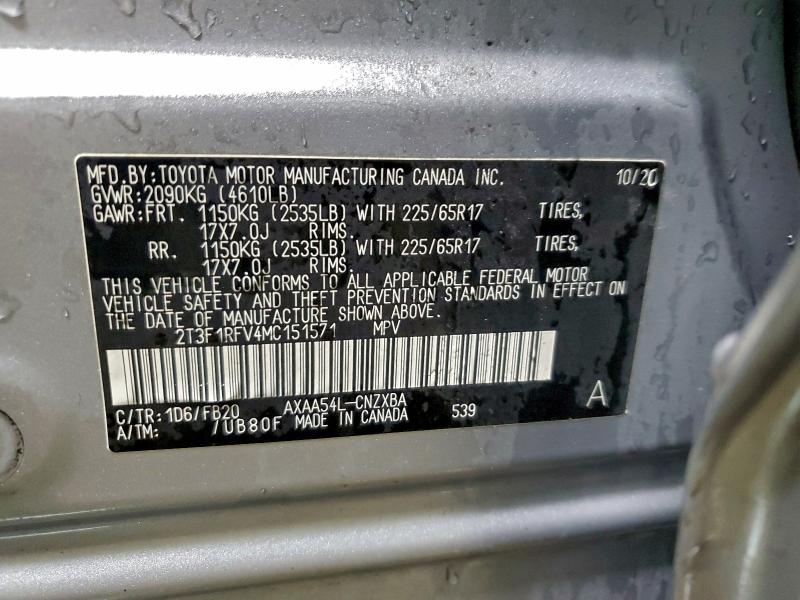 MFD.BY:TOYOTA MOTOR MANUFACTURING CANADA INC. 10/20
GVWR:2090KG (4610LB)
GAWR:FRT. 1150KG (2535LB) WITH 225/65R17 TIRES,
17X7.0J RIMS.
RR. 1150KG (2535LB) WITH 225/65R17 TIRES,
17X7.0J RIMS.
THIS VEHICLE CONFORMS TO ALL APPLICABLE FEDERAL MOTOR
VEHICLE SAFETY AND THEFT PREVENTION STANDARDS IN EFFECT ON
THE DATE OF MANUFACTURE SHOWN ABOVE.
2T3F1RFV4MC151571 MPV
C/TR:1D6/FB20 AXAA54L-CNZXBA A
A/TM: /UB80F MADE IN CANADA 539